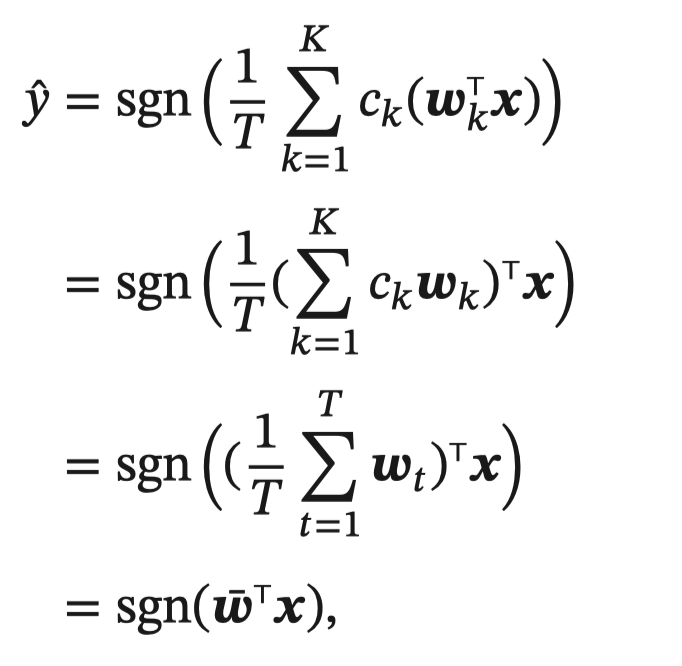 ŷ = sgn ( 1/T ∑_{k=1}^{K} c_k (𝒘_k^⊤ 𝒙) )
= sgn ( 1/T ( ∑_{k=1}^{K} c_k 𝒘_k )^⊤ 𝒙 )
= sgn ( ( 1/T ∑_{t=1}^{T} 𝒘_t )^⊤ 𝒙 )
= sgn( 𝒘̄^⊤ 𝒙 ),